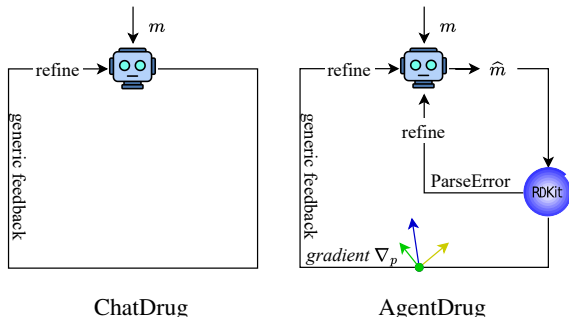 m
refine
generic feedback
ChatDrug
m
refine
m̂
refine
generic feedback
ParseError
RDKit
gradient ∇p
AgentDrug